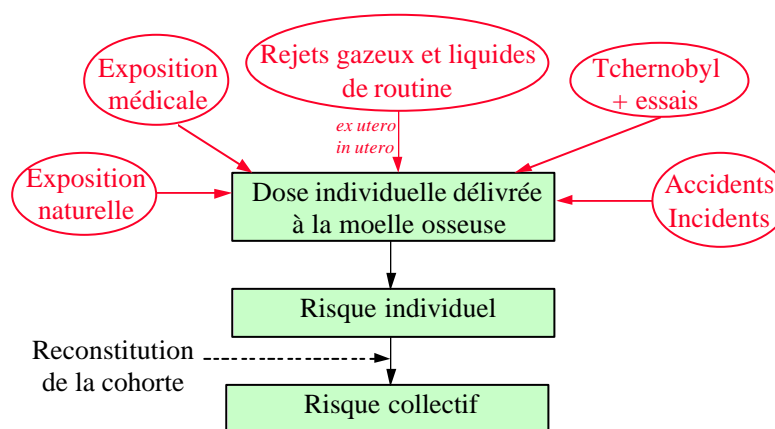 Exposition
médicale
Rejets gazeux et liquides
de routine
Tchernobyl
+ essais
ex utero
in utero
Exposition
naturelle
Dose individuelle délivrée
à la moelle osseuse
Accidents
Incidents
Risque individuel
Reconstitution
de la cohorte
Risque collectif